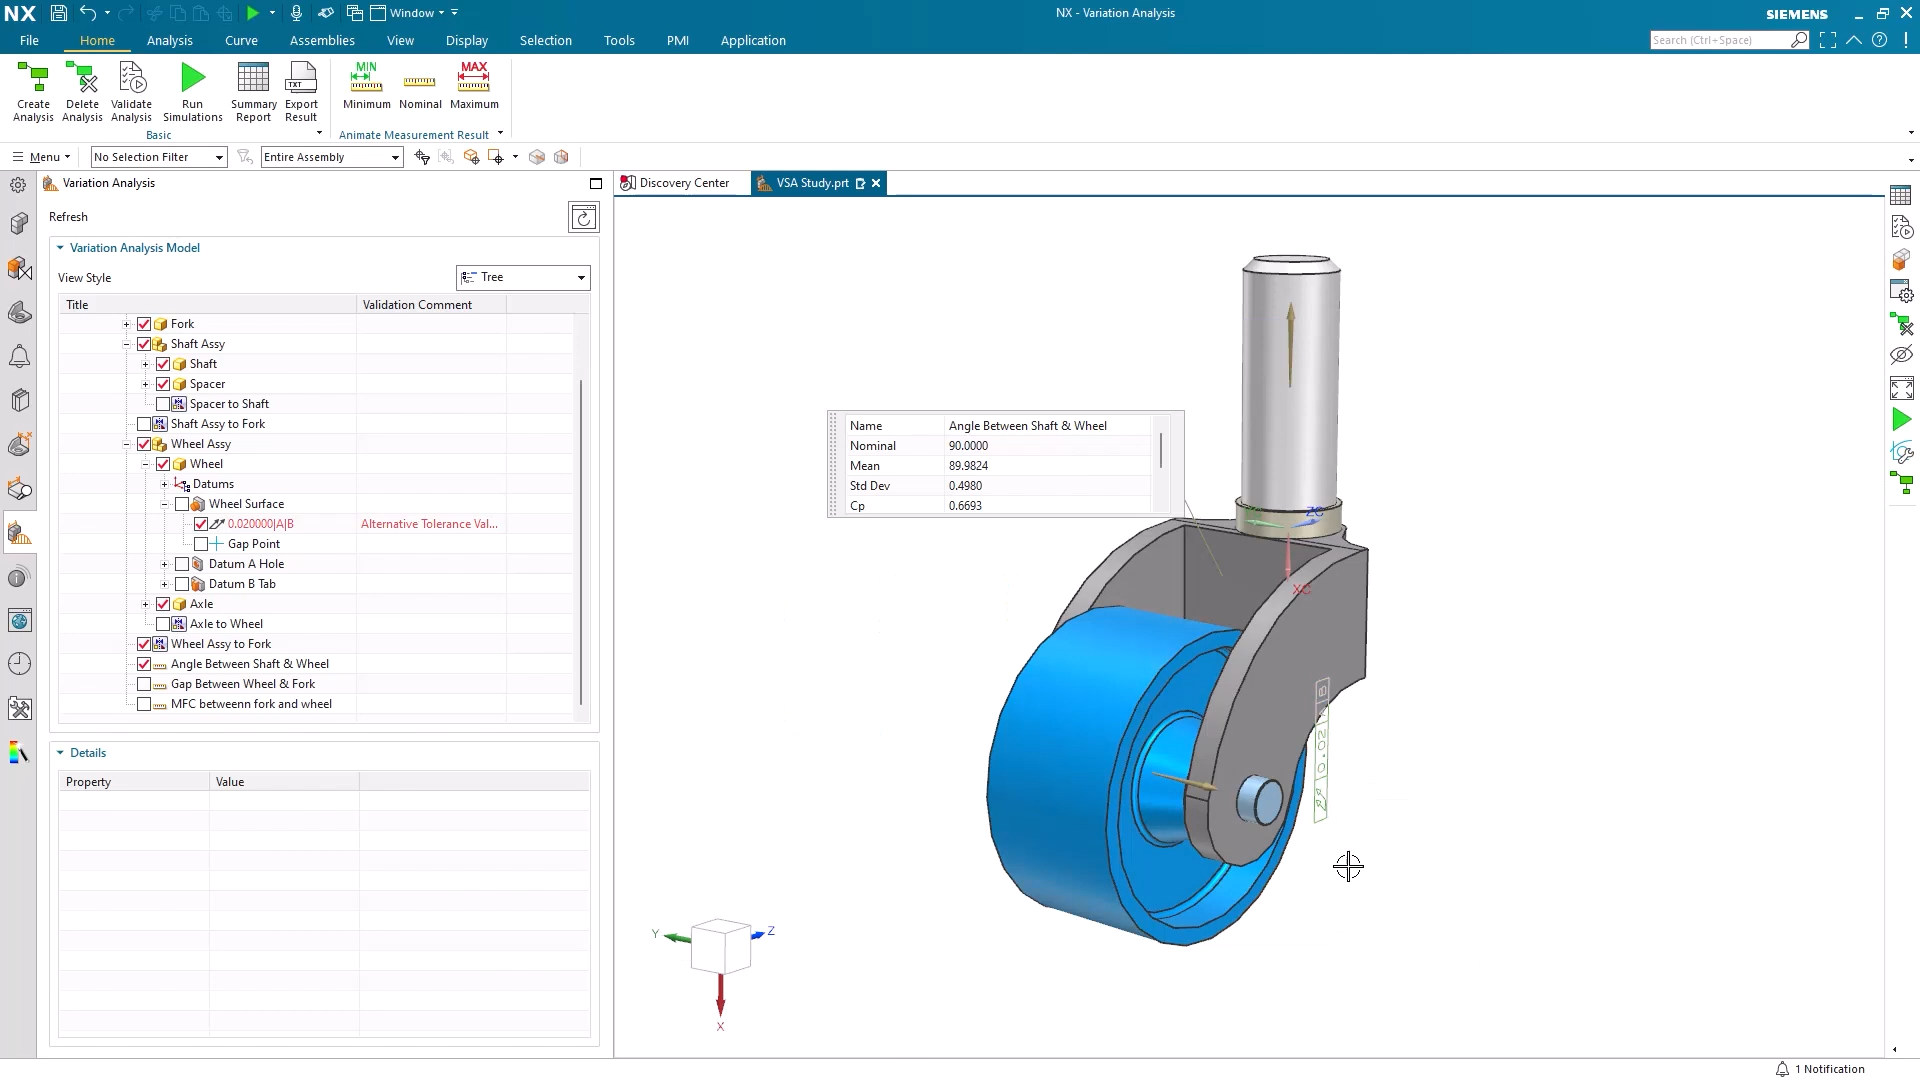 NX
Window
NX - Variation Analysis
SIEMENS
File Home Analysis Curve Assemblies View Display Selection Tools PMI Application
Search (Ctrl+Space)
Create Analysis
Delete Analysis
Validate Analysis
Run Simulations
Summary Report
TXT
Export Result
MIN
Minimum
Nominal
MAX
Maximum
Basic
Animate Measurement Result
Menu
No Selection Filter
Entire Assembly
Variation Analysis
Discovery Center
VSA Study.prt
Refresh
Variation Analysis Model
View Style
Tree
Title Validation Comment
Fork
Shaft Assy
Shaft
Spacer
Spacer to Shaft
Shaft Assy to Fork
Wheel Assy
Wheel
Datums
Wheel Surface
0.020000|A|B Alternative Tolerance Val...
Gap Point
Datum A Hole
Datum B Tab
Axle
Axle to Wheel
Wheel Assy to Fork
Angle Between Shaft & Wheel
Gap Between Wheel & Fork
MFC betweenn fork and wheel
Details
Property Value
Name Angle Between Shaft & Wheel
Nominal 90.0000
Mean 89.9824
Std Dev 0.4980
Cp 0.6693
ZC
XC
Y
Z
X
1 Notification